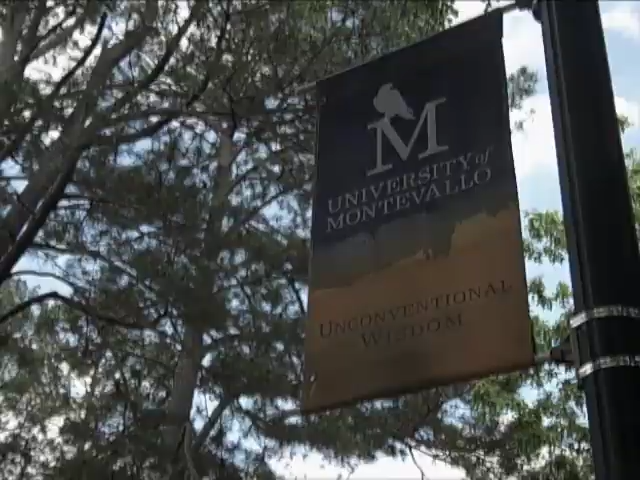 M
UNIVERSITY of
MONTEVALLO
UNCONVENTIONAL
WISDOM